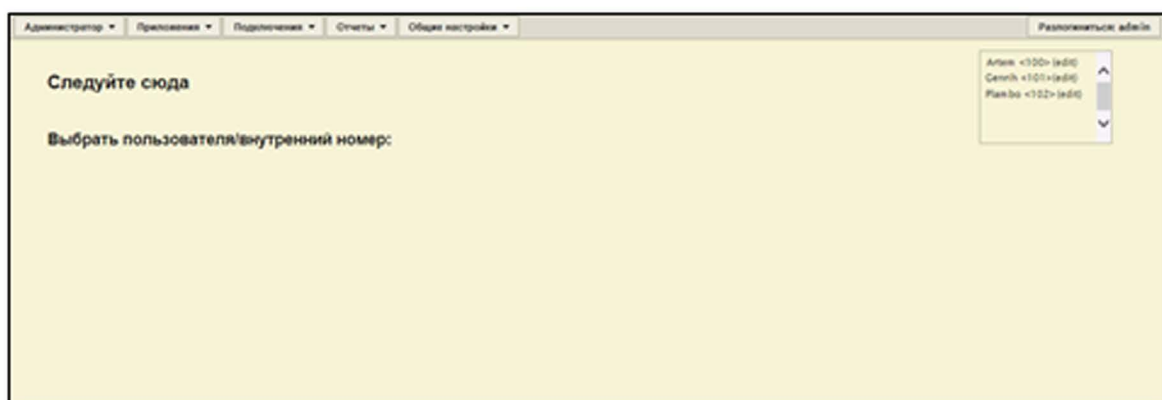 Администратор Приложения Подключения Отчеты Общие настройки Разлогиниться: admin
Artem <100> (edit)
Следуйте сюда
Genrih <101> (edit)
Plambo <102> (edit)
Выбрать пользователя/внутренний номер: